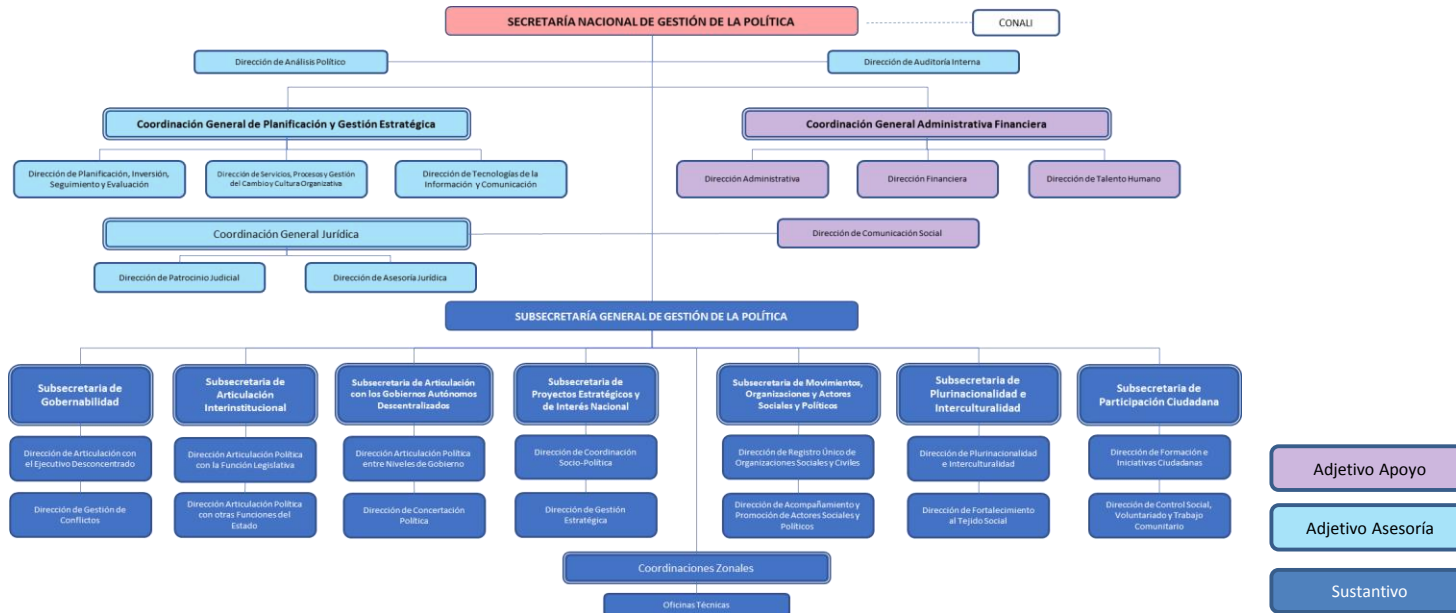 SECRETARÍA NACIONAL DE GESTIÓN DE LA POLÍTICA
CONALI
Dirección de Análisis Político
Dirección de Auditoría Interna
Coordinación General de Planificación y Gestión Estratégica
Coordinación General Administrativa Financiera
Dirección de Planificación, Inversión,
Seguimiento y Evaluación
Dirección de Servicios, Procesos y Gestión
del Cambio y Cultura Organizativa
Dirección de Tecnologías de la
Información y Comunicación
Dirección Administrativa
Dirección Financiera
Dirección de Talento Humano
Coordinación General Jurídica
Dirección de Comunicación Social
Dirección de Patrocinio Judicial
Dirección de Asesoría Jurídica
SUBSECRETARÍA GENERAL DE GESTIÓN DE LA POLÍTICA
Subsecretaria de
Gobernabilidad
Subsecretaria de
Articulación
Interinstitucional
Subsecretaria de Articulación
con los Gobiernos Autónomos
Descentralizados
Subsecretaria de
Proyectos Estratégicos y
de Interés Nacional
Subsecretaria de Movimientos,
Organizaciones y Actores
Sociales y Políticos
Subsecretaria de
Plurinacionalidad e
Interculturalidad
Subsecretaria de
Participación Ciudadana
Dirección de Articulación con
el Ejecutivo Desconcentrado
Dirección Articulación Política
con la Función Legislativa
Dirección Articulación Política
entre Niveles de Gobierno
Dirección de Coordinación
Socio-Política
Dirección de Registro Único de
Organizaciones Sociales y Civiles
Dirección de Plurinacionalidad
e Interculturalidad
Dirección de Formación e
Iniciativas Ciudadanas
Dirección de Gestión de
Conflictos
Dirección Articulación Política
con otras Funciones del
Estado
Dirección de Concertación
Política
Dirección de Gestión
Estratégica
Dirección de Acompañamiento y
Promoción de Actores Sociales y
Políticos
Dirección de Fortalecimiento
al Tejido Social
Dirección de Control Social,
Voluntariado y Trabajo
Comunitario
Coordinaciones Zonales
Oficinas Técnicas
Adjetivo Apoyo
Adjetivo Asesoría
Sustantivo